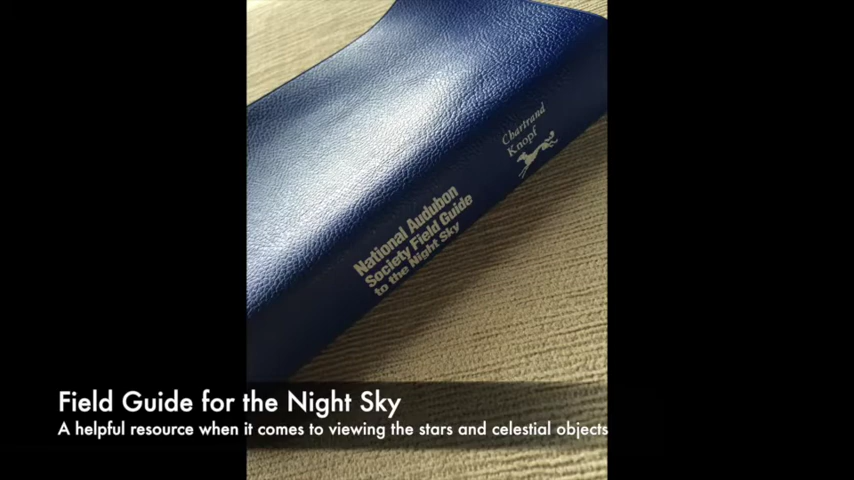 Chartrand
Knopf
National Audubon
Society Field Guide
to the Night Sky
Field Guide for the Night Sky
A helpful resource when it comes to viewing the stars and celestial objects